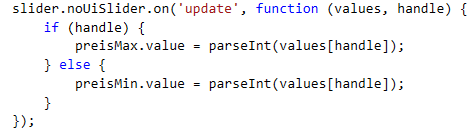 slider.noUiSlider.on('update', function (values, handle) {
    if (handle) {
        preisMax.value = parseInt(values[handle]);
    } else {
        preisMin.value = parseInt(values[handle]);
    }
});